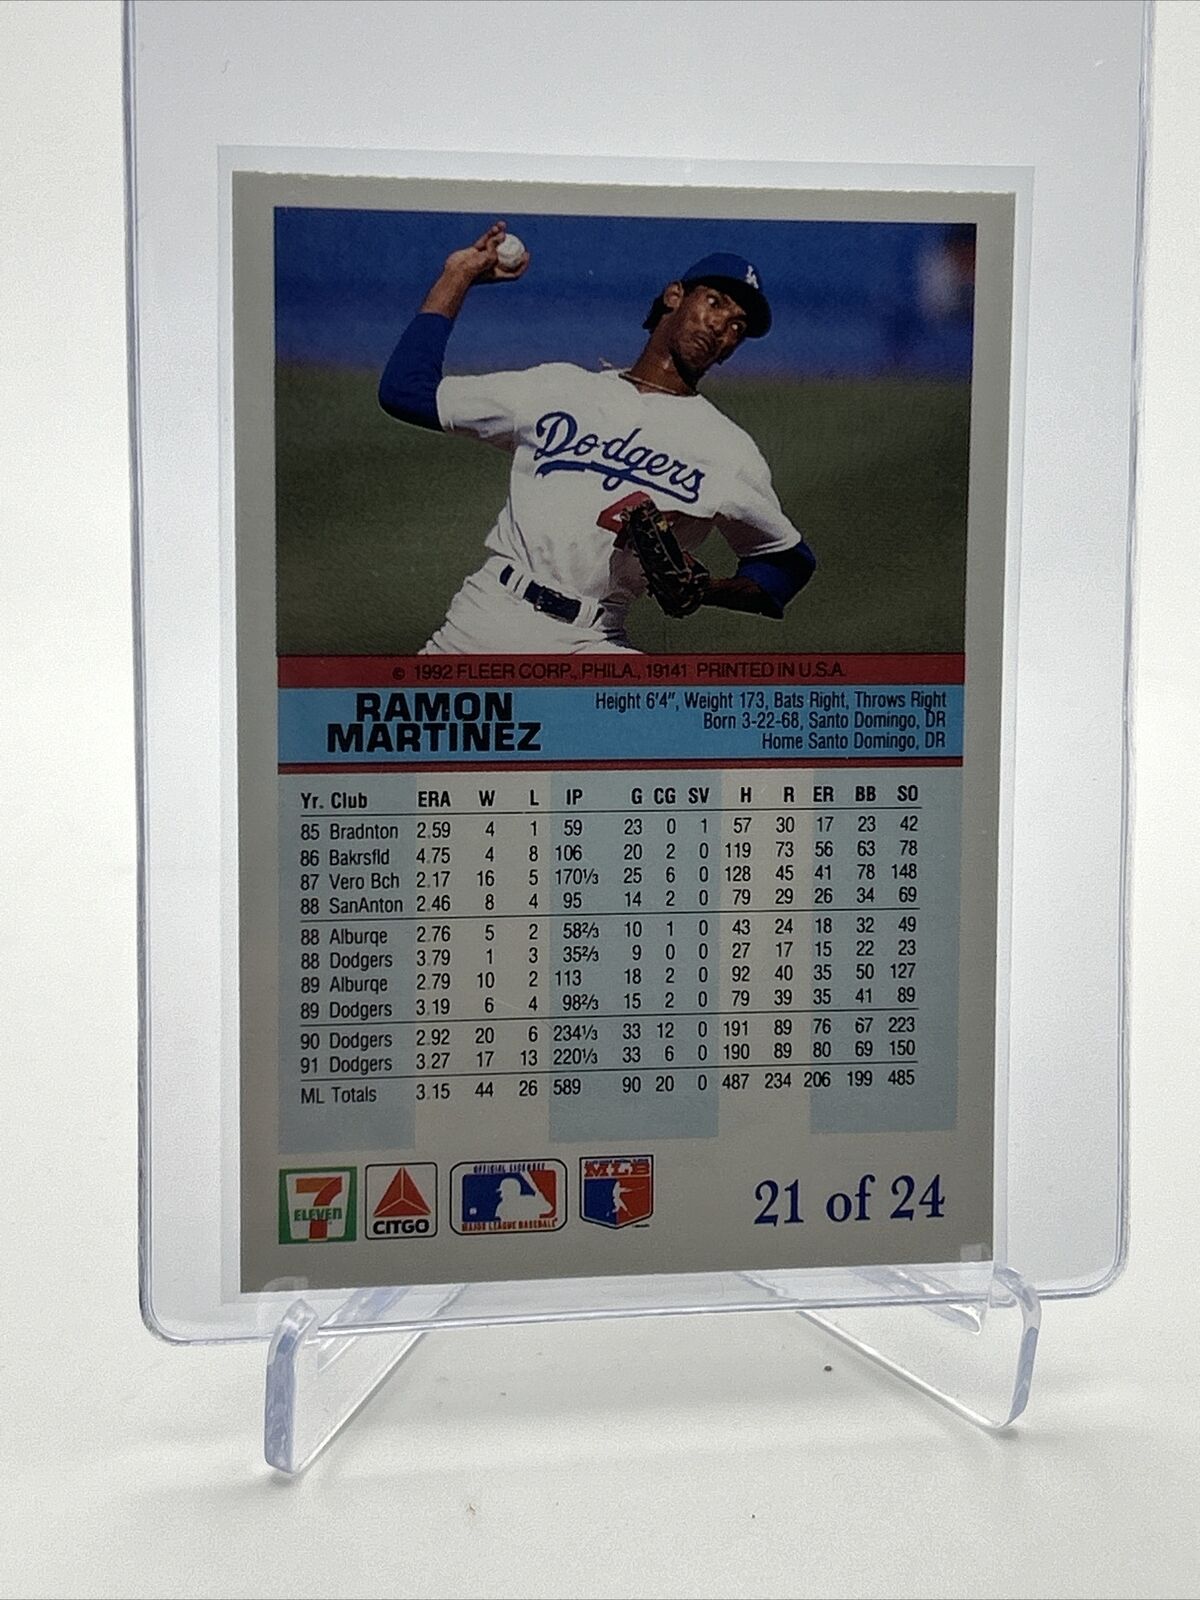 LA
Dodgers
© 1992 FLEER CORP., PHILA., 19141 PRINTED IN U.S.A.
RAMON
MARTINEZ
Height 6'4", Weight 173, Bats Right, Throws Right
Born 3-22-68, Santo Domingo, DR
Home Santo Domingo, DR
Yr. Club ERA W L IP G CG SV H R ER BB SO
85 Bradnton 2.59 4 1 59 23 0 1 57 30 17 23 42
86 Bakrsfld 4.75 4 8 106 20 2 0 119 73 56 63 78
87 Vero Bch 2.17 16 5 170⅓ 25 6 0 128 45 41 78 148
88 SanAnton 2.46 8 4 95 14 2 0 79 29 26 34 69
88 Alburqe 2.76 5 2 58⅔ 10 1 0 43 24 18 32 49
88 Dodgers 3.79 1 3 35⅔ 9 0 0 27 17 15 22 23
89 Alburqe 2.79 10 2 113 18 2 0 92 40 35 50 127
89 Dodgers 3.19 6 4 98⅔ 15 2 0 79 39 35 41 89
90 Dodgers 2.92 20 6 234⅓ 33 12 0 191 89 76 67 223
91 Dodgers 3.27 17 13 220⅓ 33 6 0 190 89 80 69 150
ML Totals 3.15 44 26 589 90 20 0 487 234 206 199 485
7 ELEVEN
CITGO
OFFICIAL LICENSEE
MAJOR LEAGUE BASEBALL
MLB
21 of 24